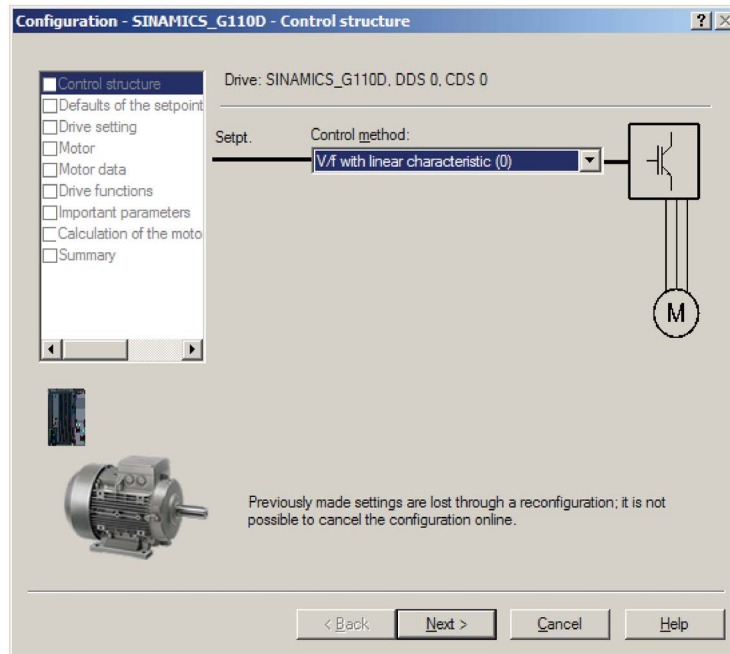 Configuration - SINAMICS_G110D - Control structure
?
Control structure
Defaults of the setpoint
Drive setting
Motor
Motor data
Drive functions
Important parameters
Calculation of the moto
Summary
Drive: SINAMICS_G110D, DDS 0, CDS 0
Setpt.
Control method:
V/f with linear characteristic (0)
M
Previously made settings are lost through a reconfiguration; it is not
possible to cancel the configuration online.
< Back
Next >
Cancel
Help